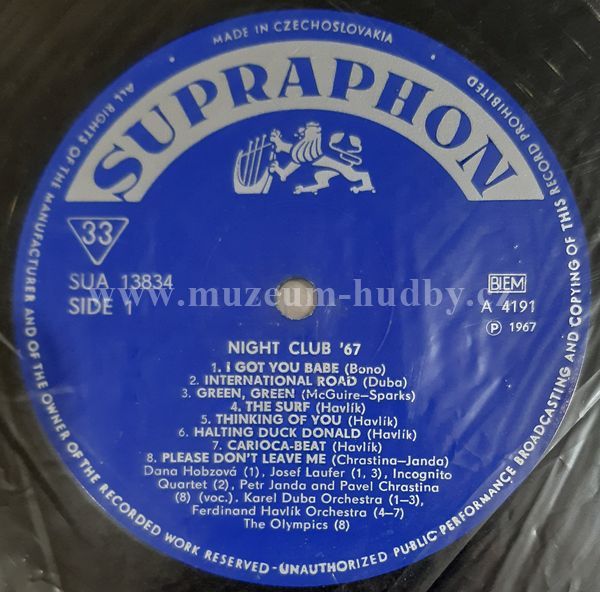 MADE IN CZECHOSLOVAKIA
ALL RIGHTS OF THE MANUFACTURER AND OF THE OWNER OF THE RECORDED WORK RESERVED - UNAUTHORIZED PUBLIC PERFORMANCE BROADCASTING AND COPYING OF THIS RECORD PROHIBITED
SUPRAPHON
33
SUA 13834
SIDE 1
BIEM
A 4191
Ⓟ 1967
www.muzeum-hudby.cz
NIGHT CLUB '67
1. I GOT YOU BABE (Bono)
2. INTERNATIONAL ROAD (Duba)
3. GREEN, GREEN (McGuire–Sparks)
4. THE SURF (Havlík)
5. THINKING OF YOU (Havlík)
6. HALTING DUCK DONALD (Havlík)
7. CARIOCA-BEAT (Havlík)
8. PLEASE DON'T LEAVE ME (Chrastina–Janda)
Dana Hobzová (1), Josef Laufer (1, 3), Incognito
Quartet (2), Petr Janda and Pavel Chrastina
(8) (voc.). Karel Duba Orchestra (1–3),
Ferdinand Havlík Orchestra (4–7)
The Olympics (8)